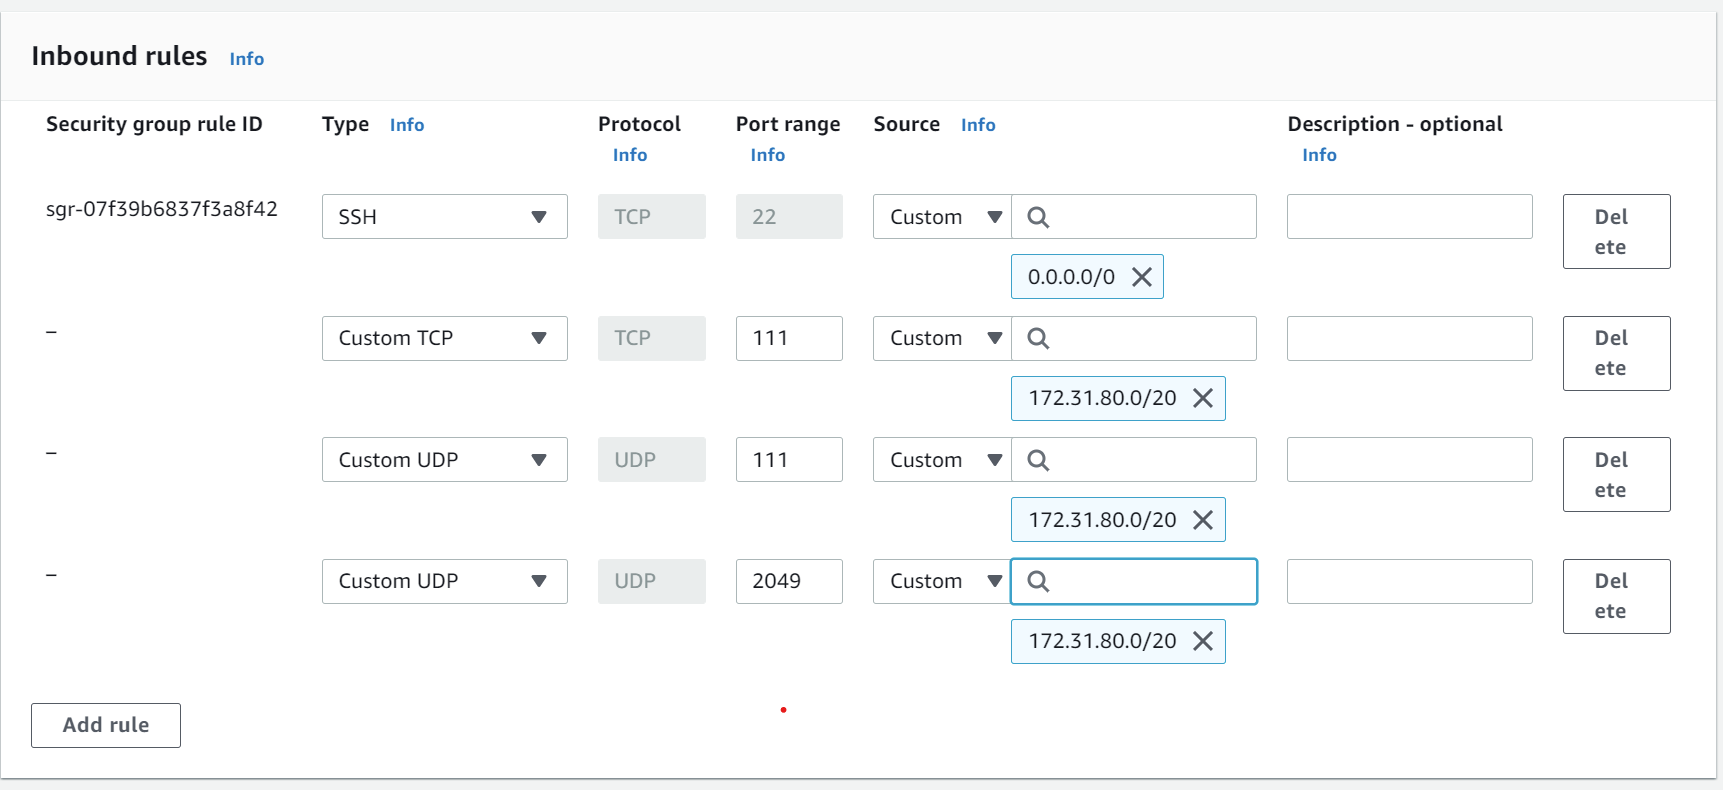 Inbound rules Info
Security group rule ID Type Info Protocol Info Port range Info Source Info Description - optional Info
sgr-07f39b6837f3a8f42 SSH TCP 22 Custom Del ete
0.0.0.0/0
– Custom TCP TCP 111 Custom Del ete
172.31.80.0/20
– Custom UDP UDP 111 Custom Del ete
172.31.80.0/20
– Custom UDP UDP 2049 Custom Del ete
172.31.80.0/20
Add rule